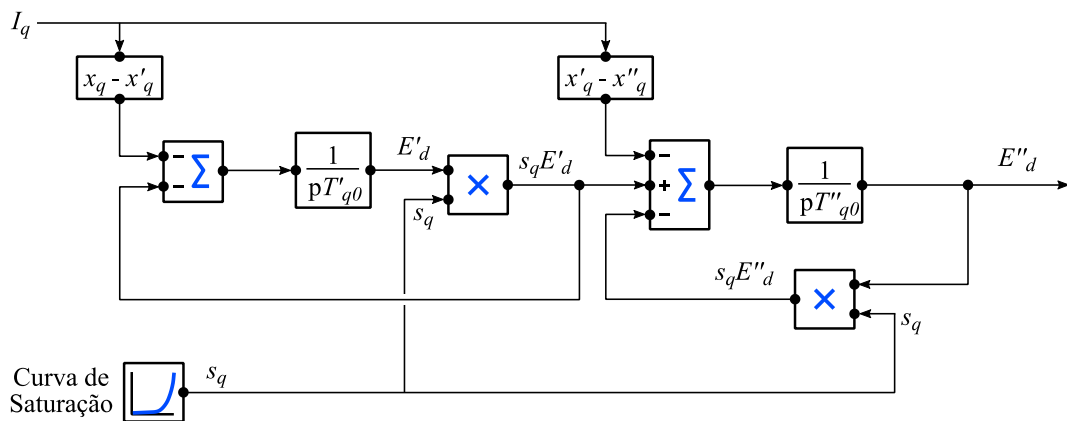 I_q
x_q - x'_q
x'_q - x"_q
- - Σ
1
pT'_q0
E'_d
×
s_q
s_qE'_d
- + - Σ
1
pT"_q0
E"_d
s_qE"_d
×
s_q
Curva de
Saturação
s_q